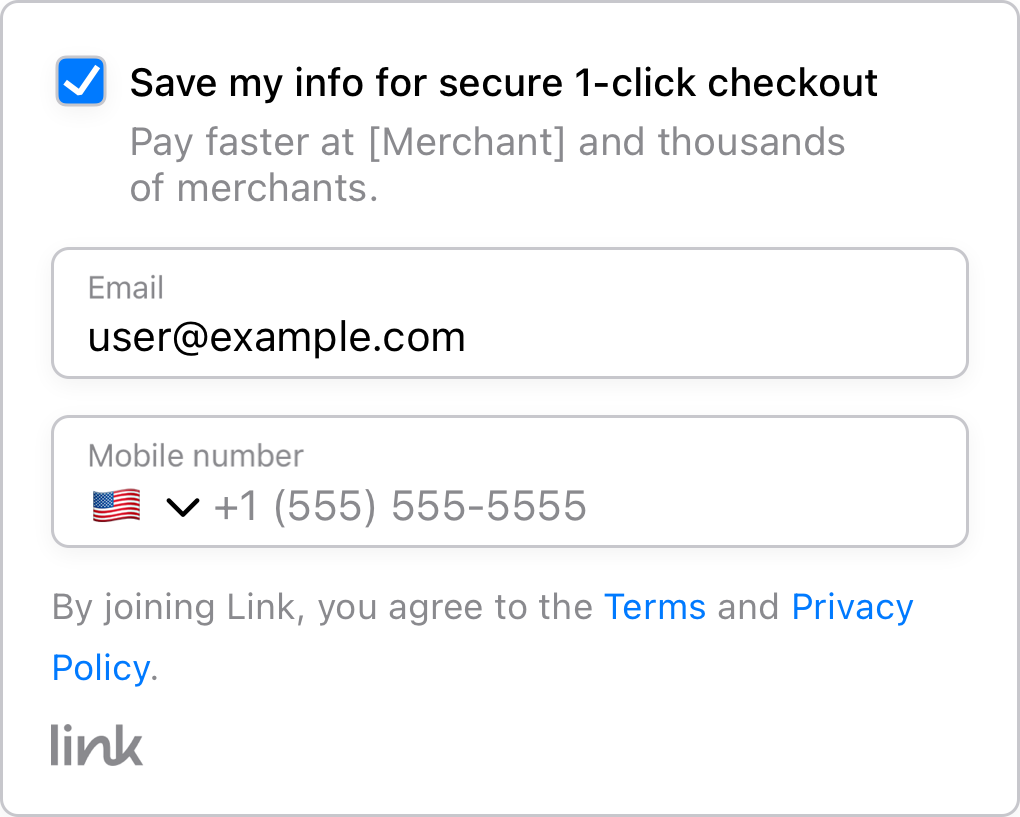 Save my info for secure 1-click checkout
Pay faster at [Merchant] and thousands
of merchants.
Email
user@example.com
Mobile number
+1 (555) 555-5555
By joining Link, you agree to the Terms and Privacy
Policy.
link